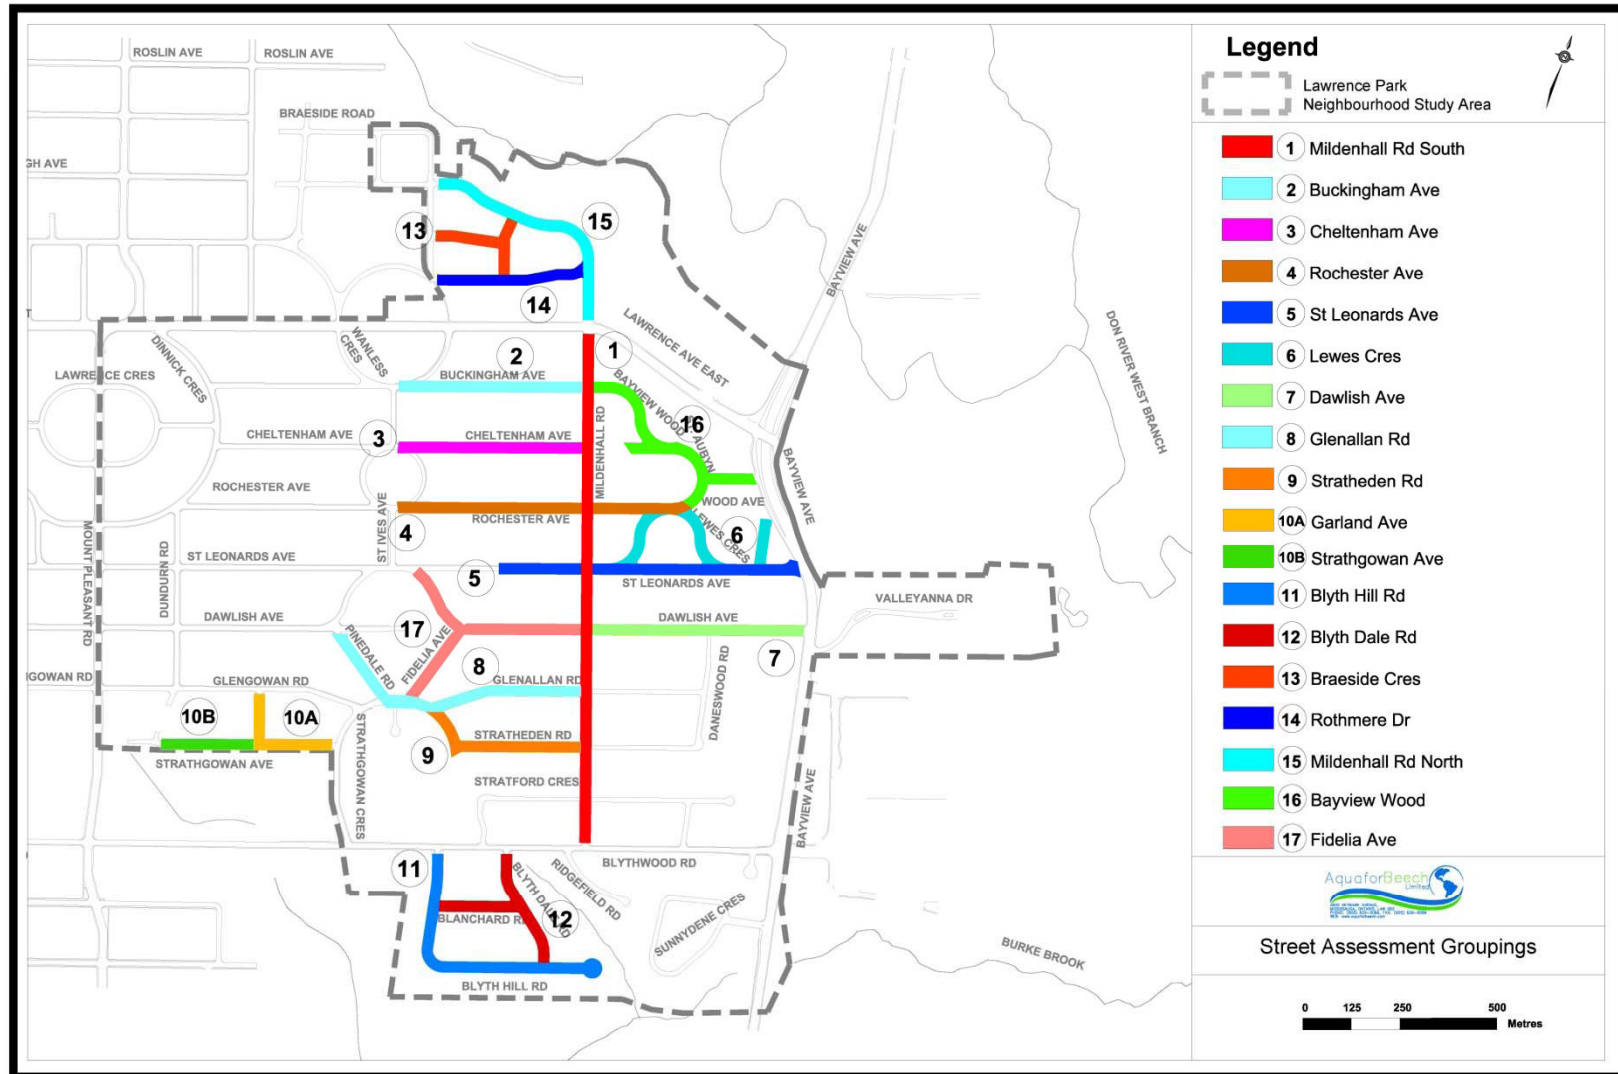 ROSLIN AVE
ROSLIN AVE
BRAESIDE ROAD
GH AVE
13
15
14
BAYVIEW AVE
LAWRENCE AVE EAST
DON RIVER WEST BRANCH
DINNICK CRES
WANLESS
CRES
2
1
LAWRENCE CRES
BUCKINGHAM AVE
BAYVIEW WOOD
MILDENHALL RD
16
ST AUBYN
CHELTENHAM AVE
3
CHELTENHAM AVE
BAYVIEW AVE
ROCHESTER AVE
WOOD AVE
4
ROCHESTER AVE
LEWES CRES
6
ST IVES AVE
MOUNT PLEASANT RD
DUNDURN RD
ST LEONARDS AVE
5
ST LEONARDS AVE
VALLEYANNA DR
DAWLISH AVE
DAWLISH AVE
17
PINEDALE RD
FIDELIA AVE
8
7
NGOWAN RD
GLENGOWAN RD
GLENALLAN RD
DANESWOOD RD
10B
10A
STRATHGOWAN CRES
9
STRATHEDEN RD
STRATHGOWAN AVE
STRATFORD CRES
BAYVIEW AVE
11
BLYTHWOOD RD
BLYTH DALE RD
RIDGEFIELD RD
12
BLANCHARD RD
SUNNYDENE CRES
BURKE BROOK
BLYTH HILL RD
Legend
Lawrence Park
Neighbourhood Study Area
1 Mildenhall Rd South
2 Buckingham Ave
3 Cheltenham Ave
4 Rochester Ave
5 St Leonards Ave
6 Lewes Cres
7 Dawlish Ave
8 Glenallan Rd
9 Stratheden Rd
10A Garland Ave
10B Strathgowan Ave
11 Blyth Hill Rd
12 Blyth Dale Rd
13 Braeside Cres
14 Rothmere Dr
15 Mildenhall Rd North
16 Bayview Wood
17 Fidelia Ave
AquaforBeech
Limited
Street Assessment Groupings
0 125 250 500
Metres